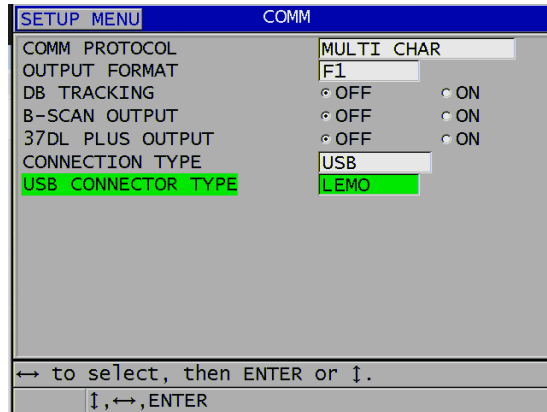 SETUP MENU COMM
COMM PROTOCOL MULTI CHAR
OUTPUT FORMAT F1
DB TRACKING OFF ON
B-SCAN OUTPUT OFF ON
37DL PLUS OUTPUT OFF ON
CONNECTION TYPE USB
USB CONNECTOR TYPE LEMO
↔ to select, then ENTER or ↕.
↕,↔,ENTER